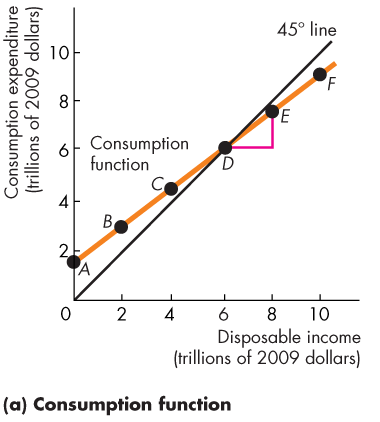 Consumption expenditure
(trillions of 2009 dollars)
45° line
10
8
6
4
2
Consumption
function
A
B
C
D
E
F
0 2 4 6 8 10
Disposable income
(trillions of 2009 dollars)
(a) Consumption function